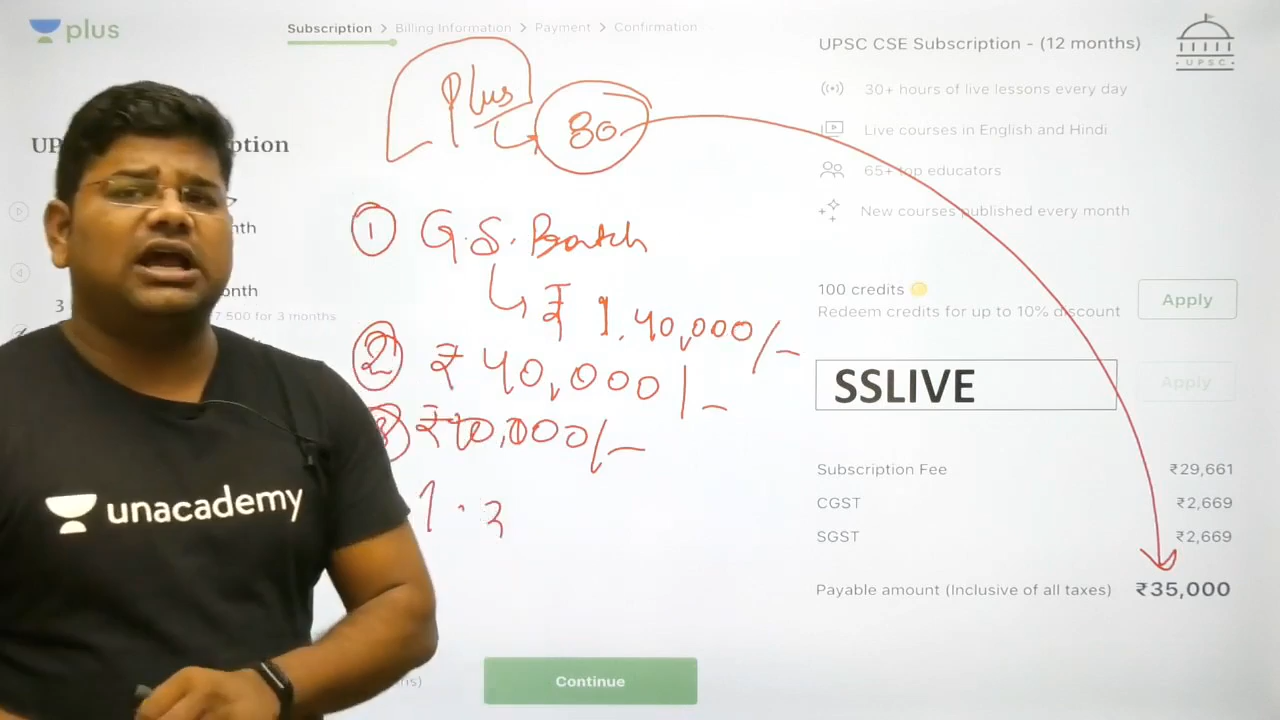 plus
Subscription > Billing Information > Payment > Confirmation
UPSC CSE Subscription - (12 months)
UPSC
30+ hours of live lessons every day
Live courses in English and Hindi
65+ top educators
New courses published every month
100 credits
Redeem credits for up to 10% discount
Apply
SSLIVE
Apply
Subscription Fee ₹29,661
CGST ₹2,669
SGST ₹2,669
Payable amount (Inclusive of all taxes) ₹35,000
Plus
80
① G.S. Batch
₹ 1,40,000/-
② ₹ 40,000/-
₹
1.
unacademy
Continue